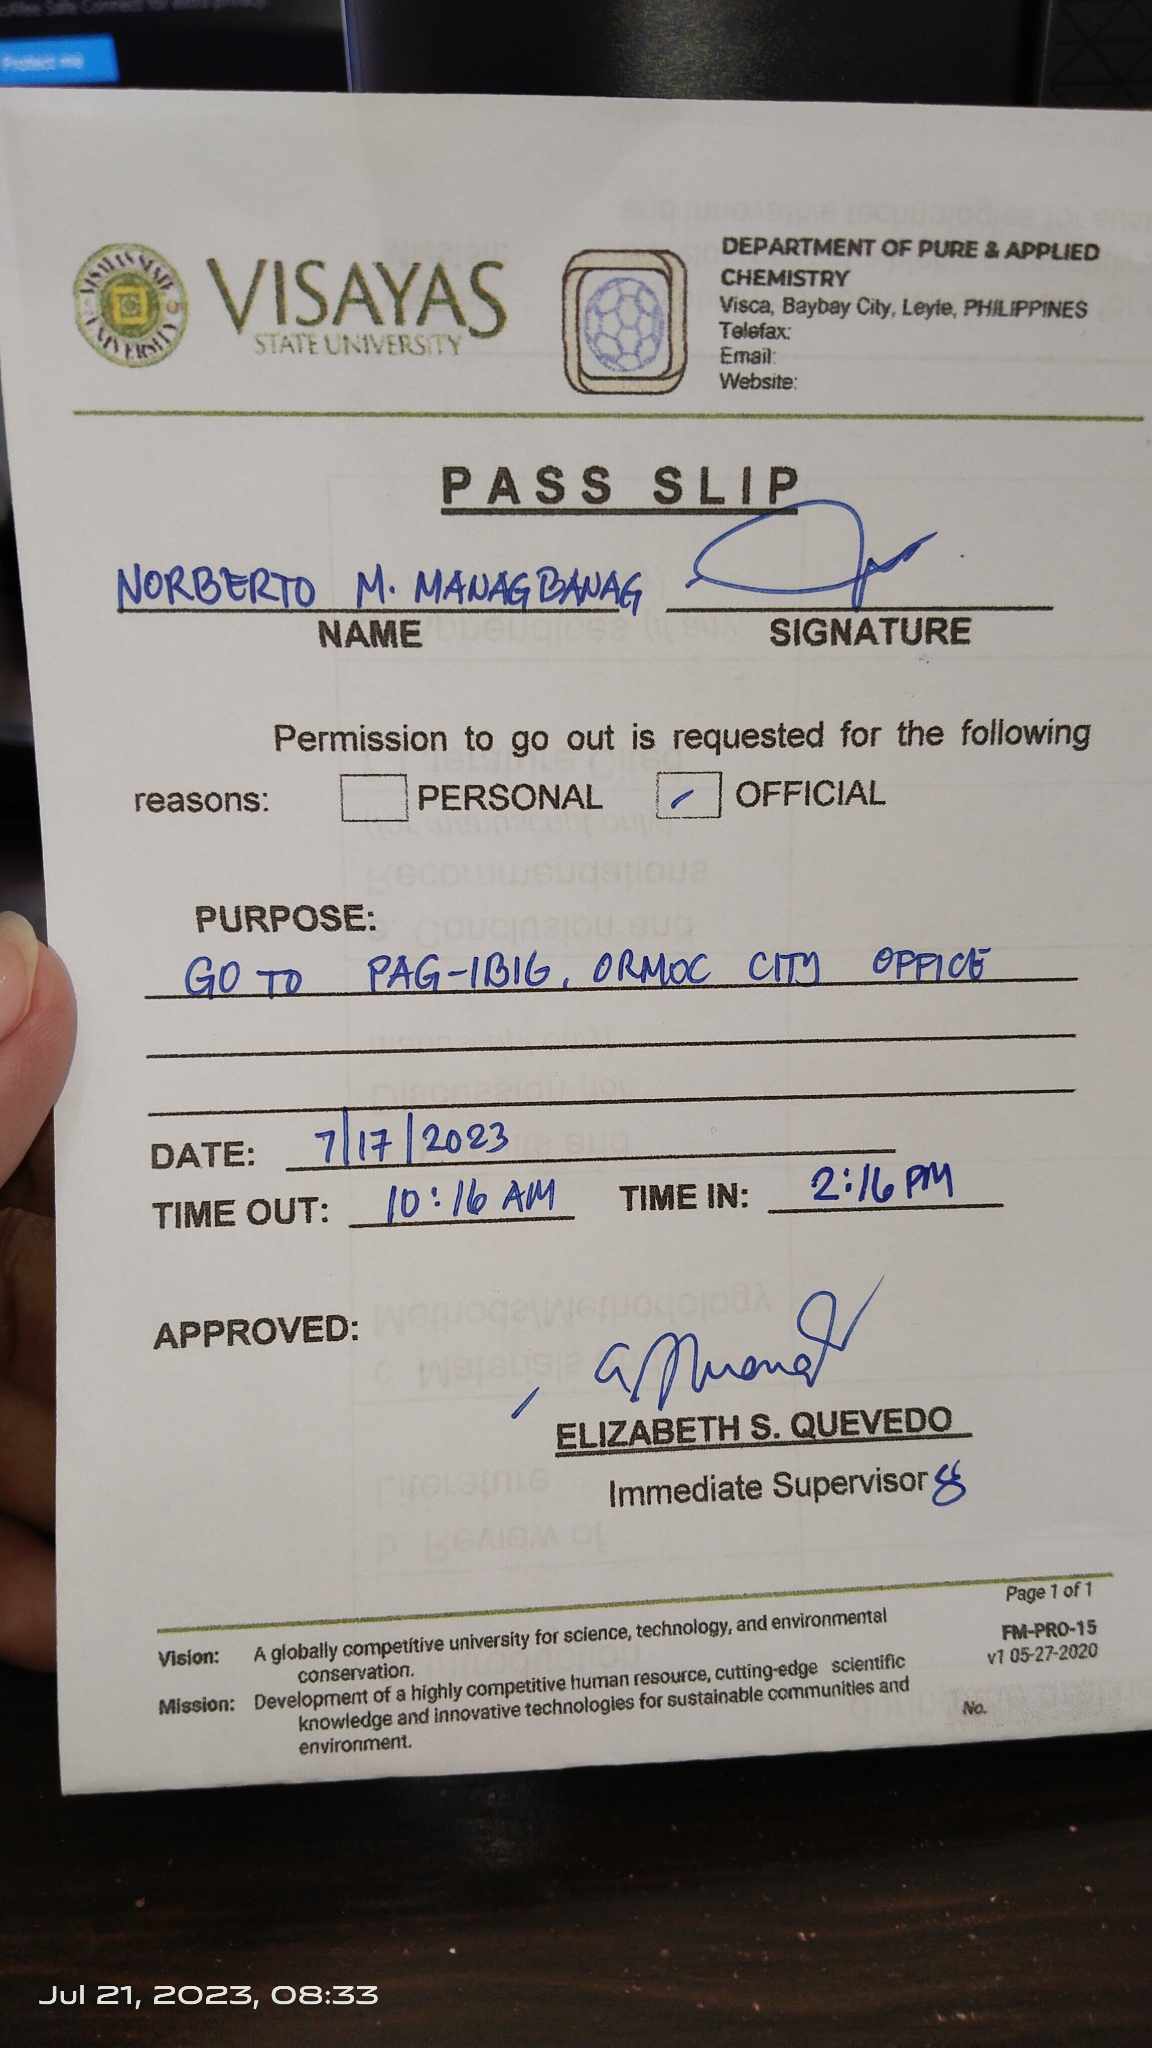 Protect me
VISAYAS
STATE UNIVERSITY
VISAYAS STATE UNIVERSITY
DEPARTMENT OF PURE & APPLIED
CHEMISTRY
Visca, Baybay City, Leyte, PHILIPPINES
Telefax:
Email:
Website:
PASS SLIP
NORBERTO M. MANAGBANAG
NAME SIGNATURE
Permission to go out is requested for the following
reasons: PERSONAL OFFICIAL
PURPOSE:
GO TO PAG-IBIG, ORMOC CITY OFFICE
DATE: 7/17/2023
TIME OUT: 10:16 AM TIME IN: 2:16 PM
APPROVED:
ELIZABETH S. QUEVEDO
Immediate Supervisor
Page 1 of 1
FM-PRO-15
v1 05-27-2020
No.
Vision: A globally competitive university for science, technology, and environmental
conservation.
Mission: Development of a highly competitive human resource, cutting-edge scientific
knowledge and innovative technologies for sustainable communities and
environment.
Jul 21, 2023, 08:33